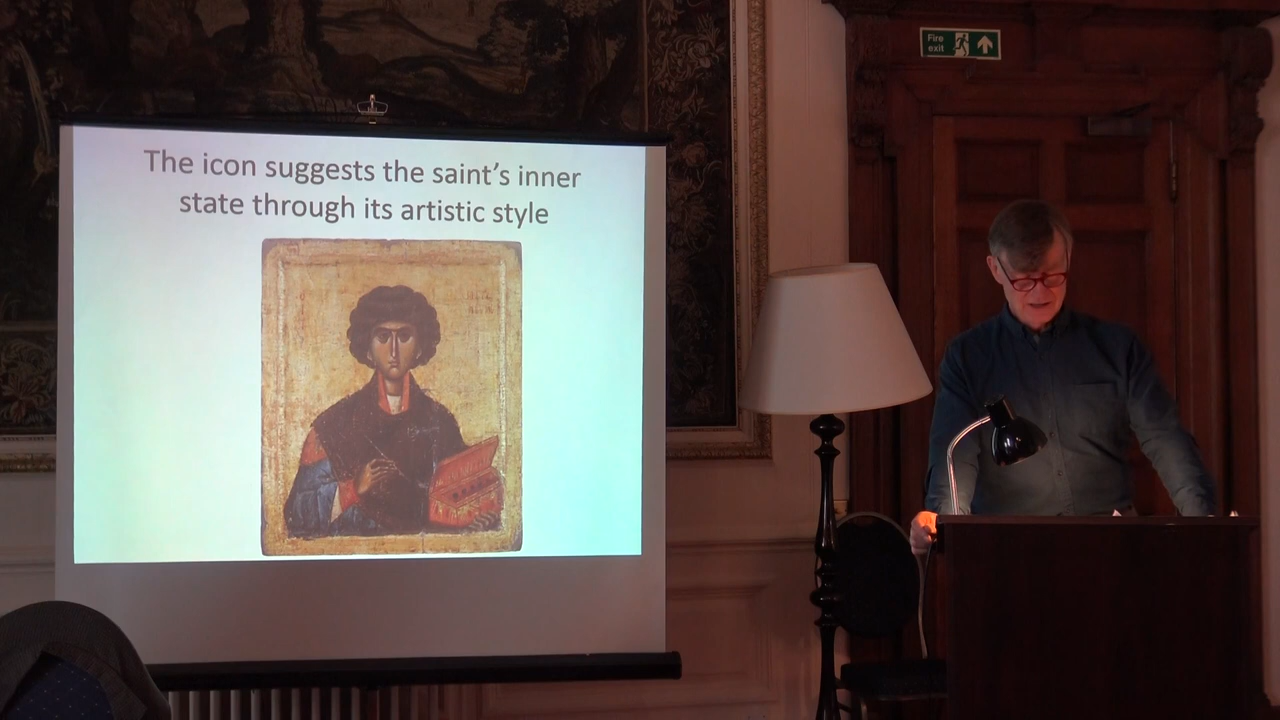 The icon suggests the saint's inner
state through its artistic style
Fire
exit